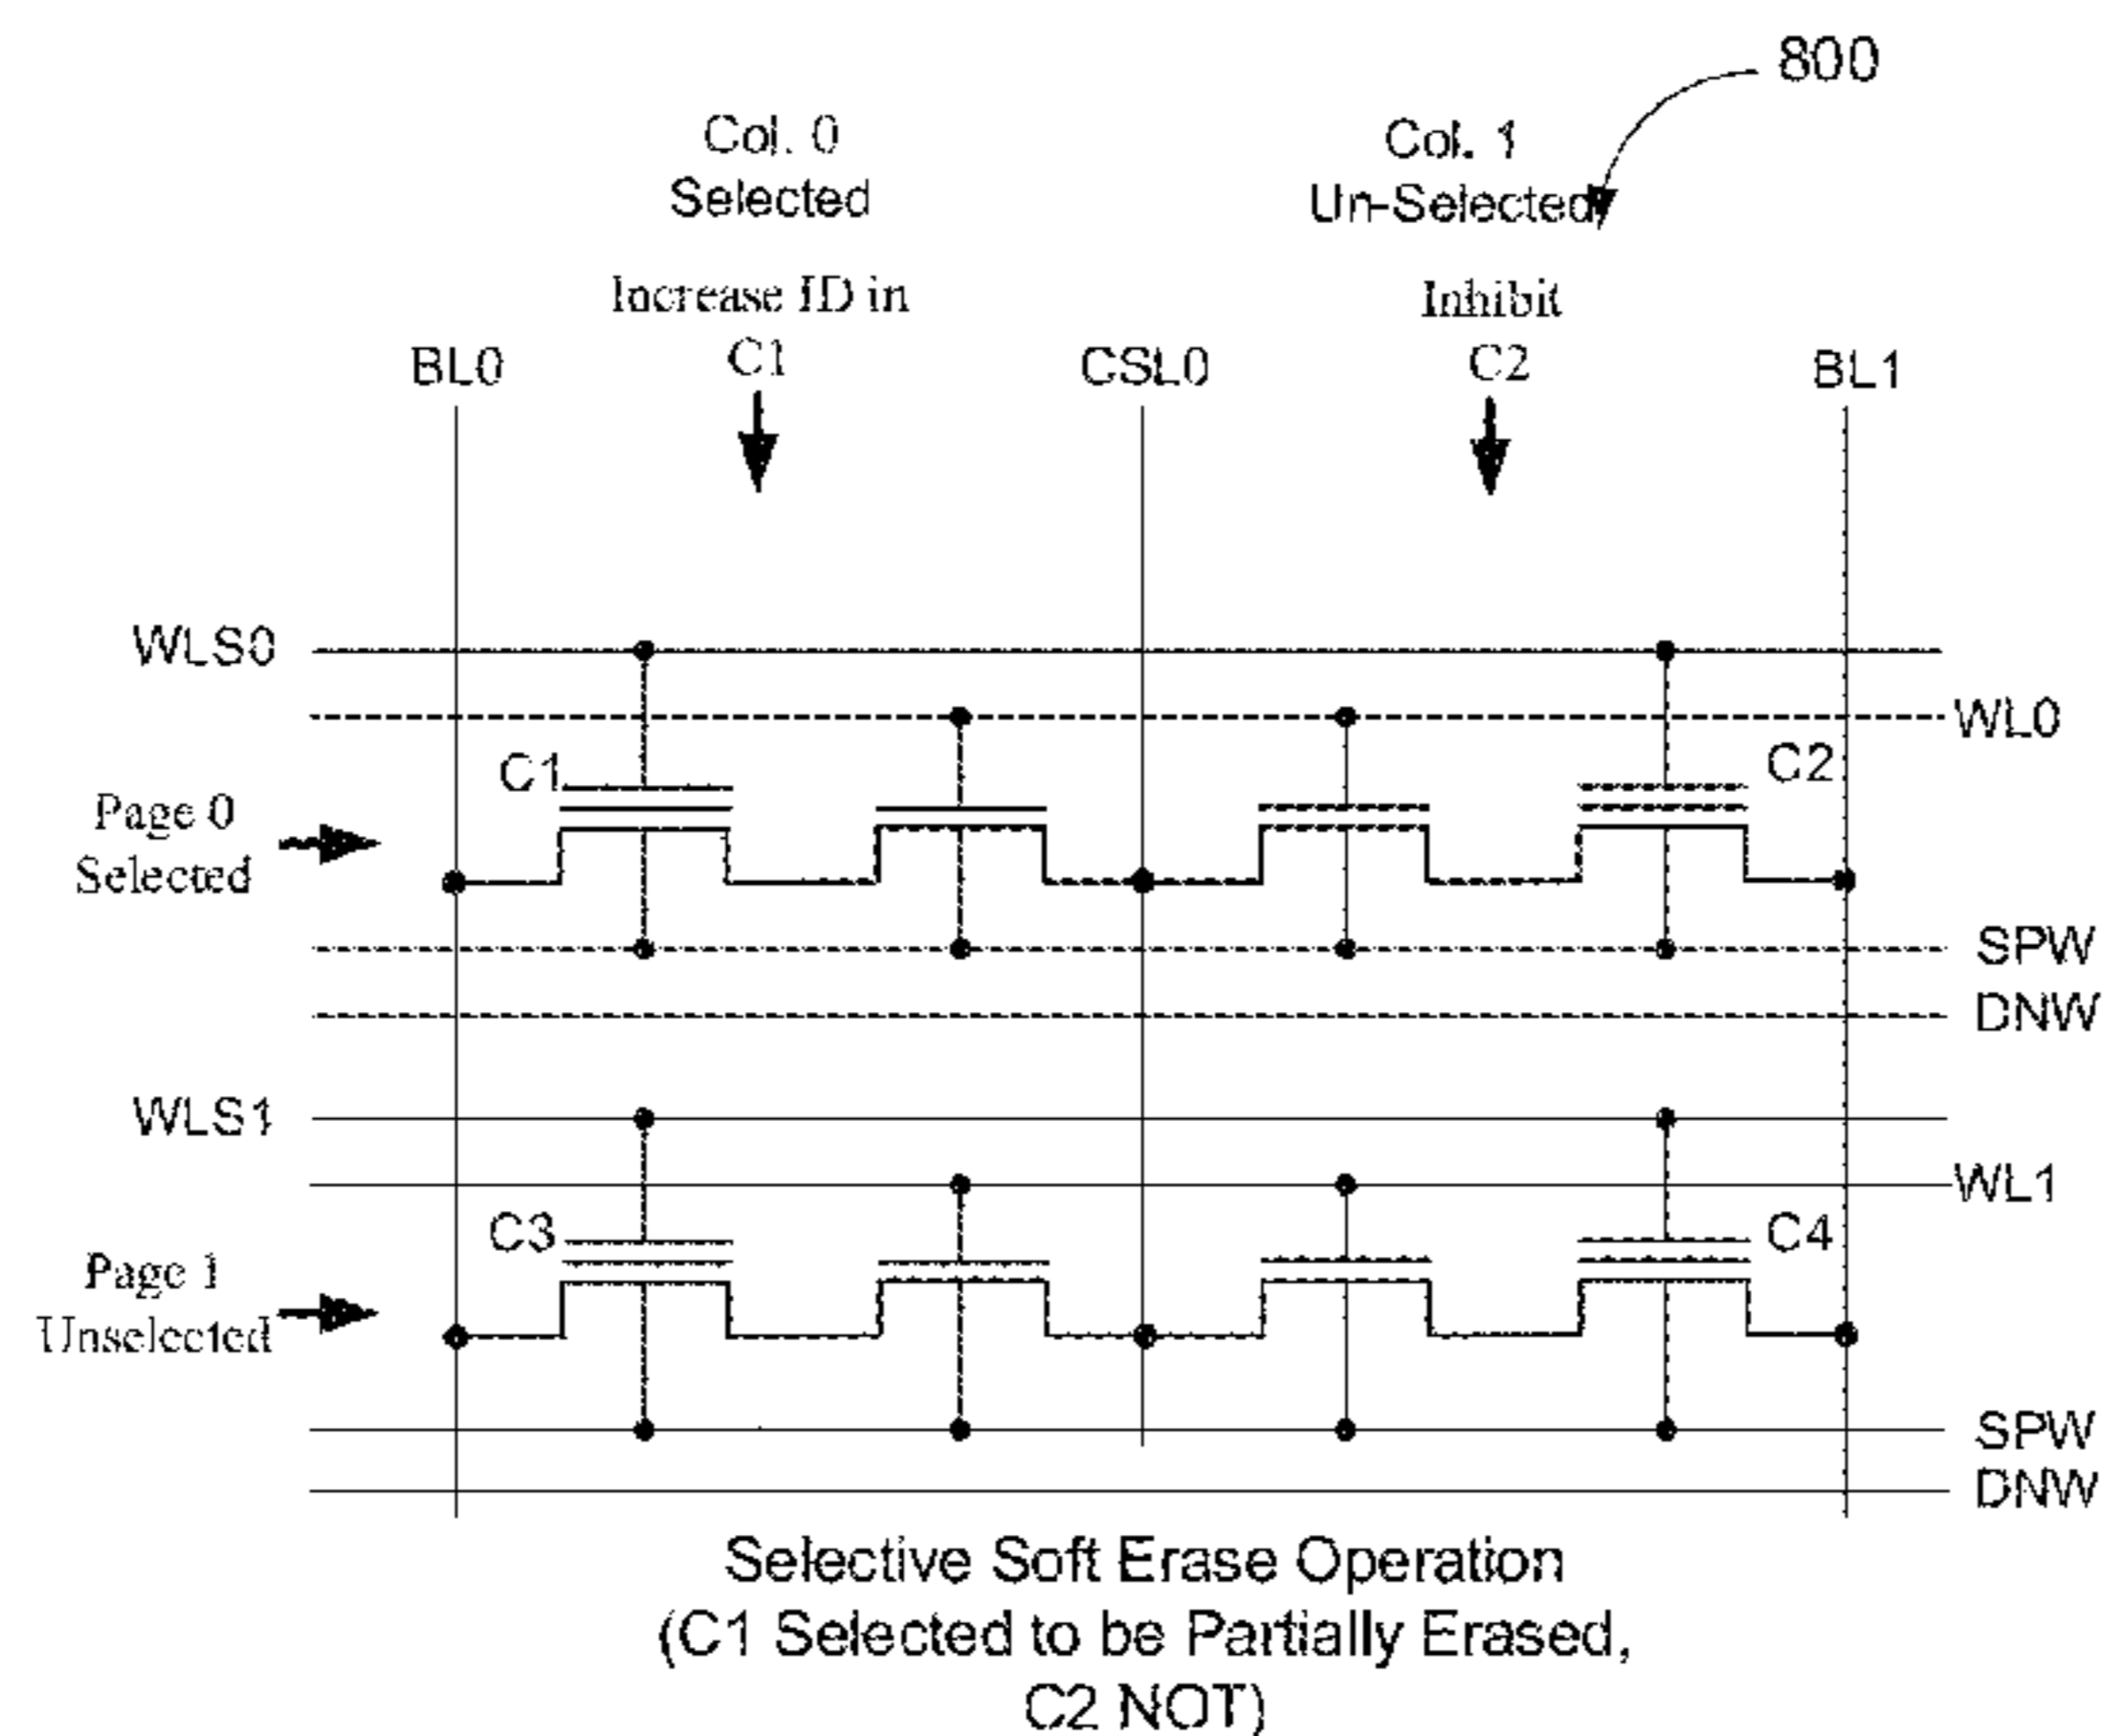 800
Col. 0
Selected
Col. 1
Un-Selected
Increase ID in
C1
Inhibit
C2
BL0
CSL0
BL1
WLS0
WL0
C1
C2
Page 0
Selected
SPW
DNW
WLS1
WL1
C3
C4
Page 1
Unselected
SPW
DNW
Selective Soft Erase Operation
(C1 Selected to be Partially Erased,
C2 NOT)